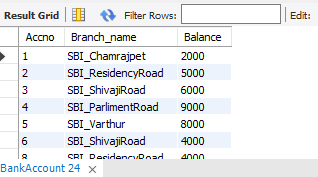 Result Grid Filter Rows: Edit:
Accno Branch_name Balance
1 SBI_Chamrajpet 2000
2 SBI_ResidencyRoad 5000
3 SBI_ShivajiRoad 6000
4 SBI_ParlimentRoad 9000
5 SBI_Varthur 8000
6 SBI_ShivajiRoad 4000
8 SBI_ResidencyRoad 4000
BankAccount 24 ×